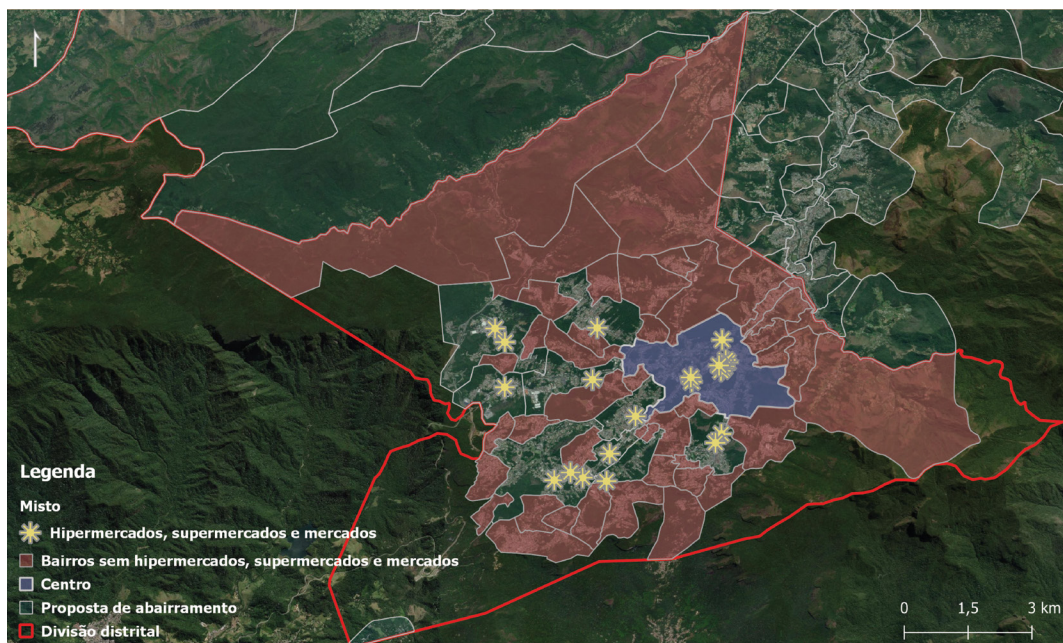 Legenda
Misto
Hipermercados, supermercados e mercados
Bairros sem hipermercados, supermercados e mercados
Centro
Proposta de abairramento
Divisão distrital
0 1,5 3 km